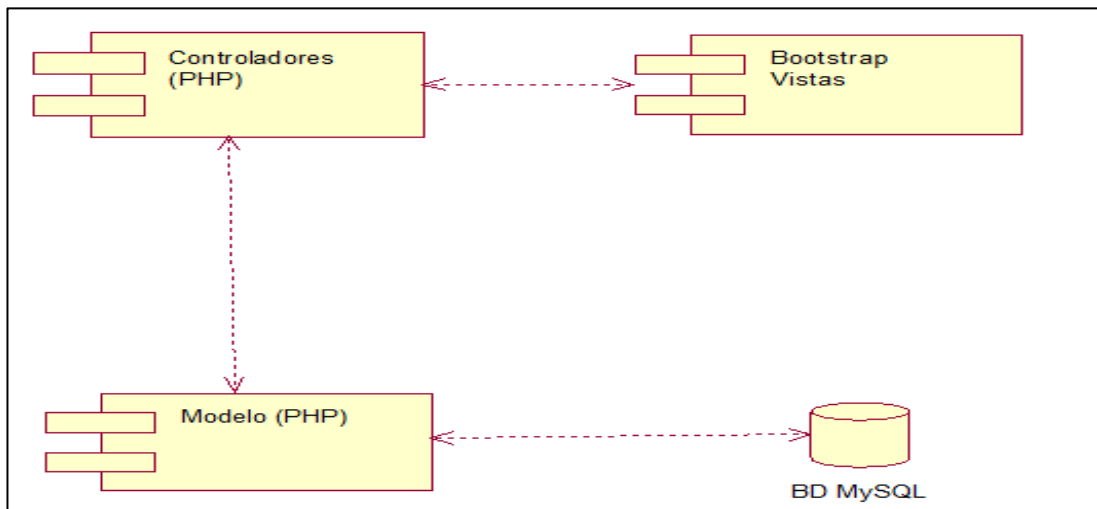 Controladores
(PHP)
Bootstrap
Vistas
Modelo (PHP)
BD MySQL